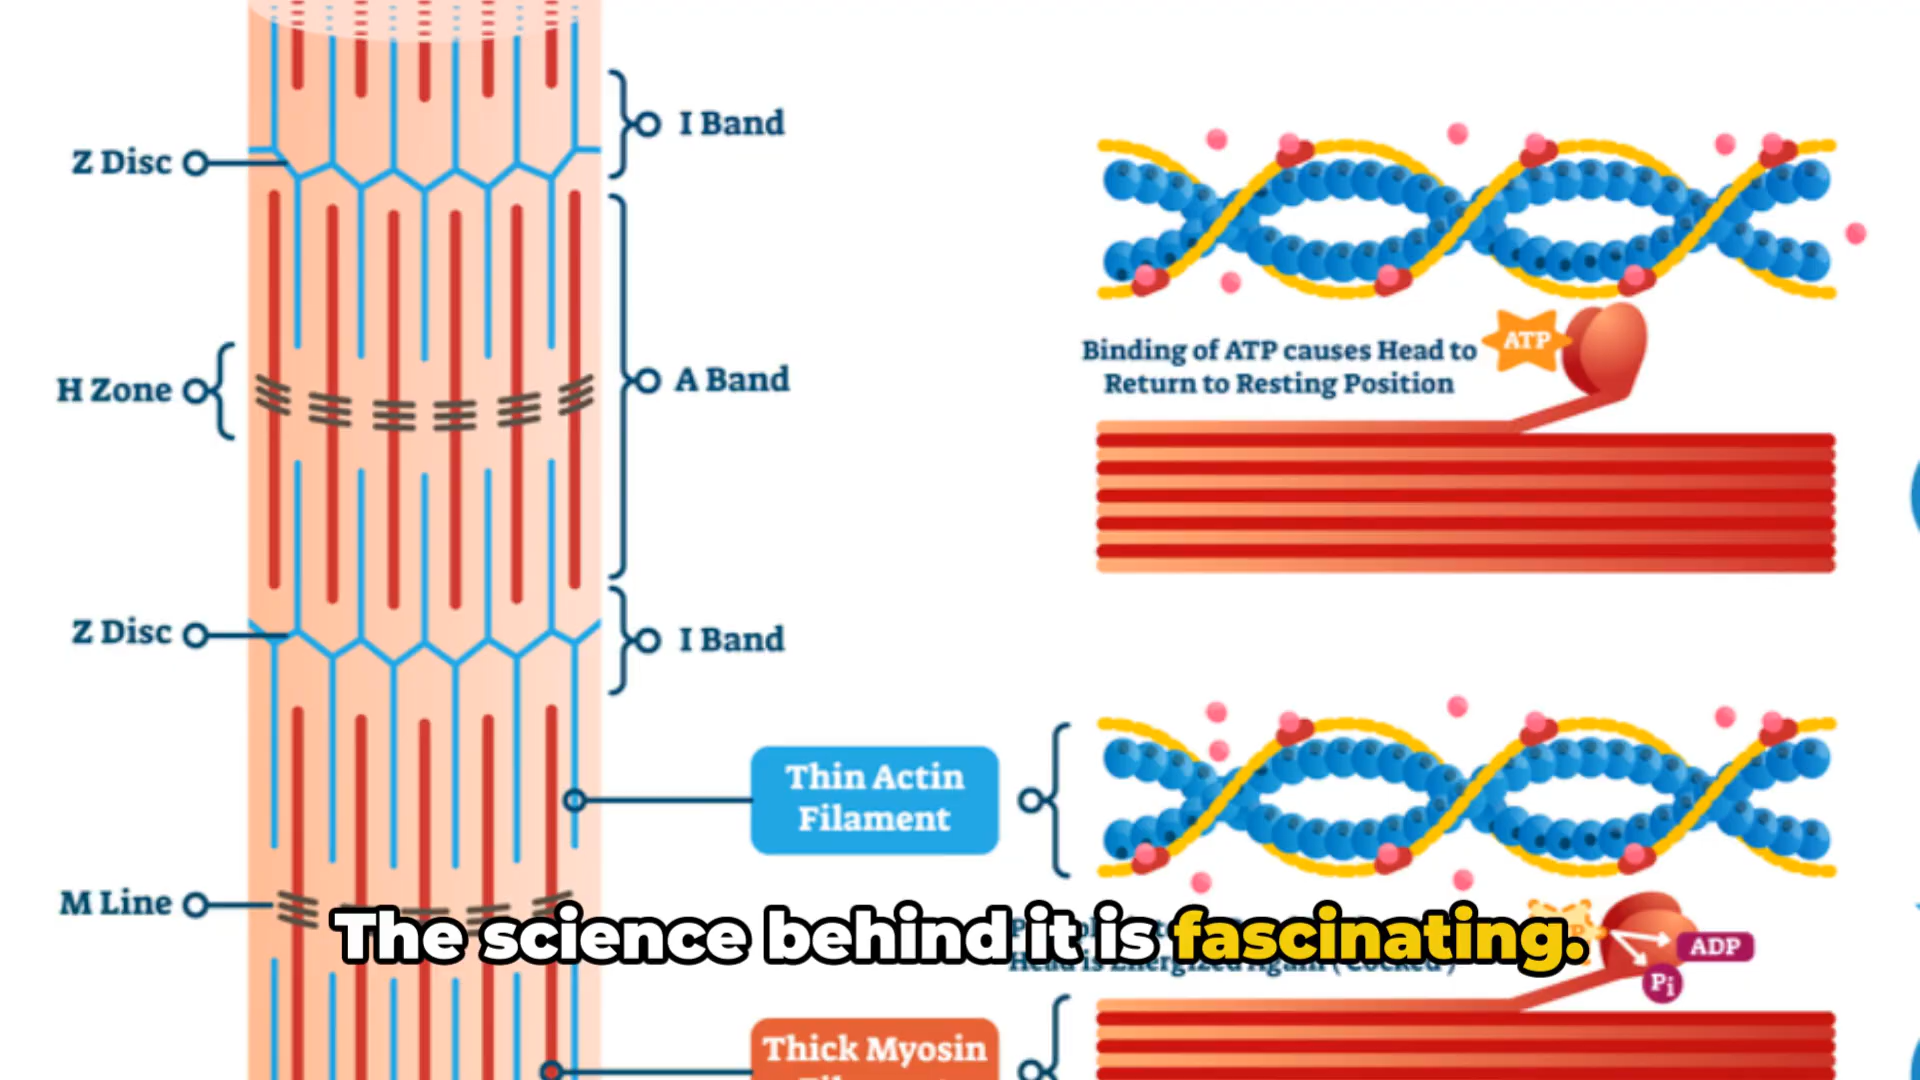 I Band
Z Disc
A Band
H Zone
Z Disc
I Band
M Line
Thin Actin
Filament
Thick Myosin
Binding of ATP causes Head to
Return to Resting Position
ATP
ADP
Pi
The science behind it is fascinating.